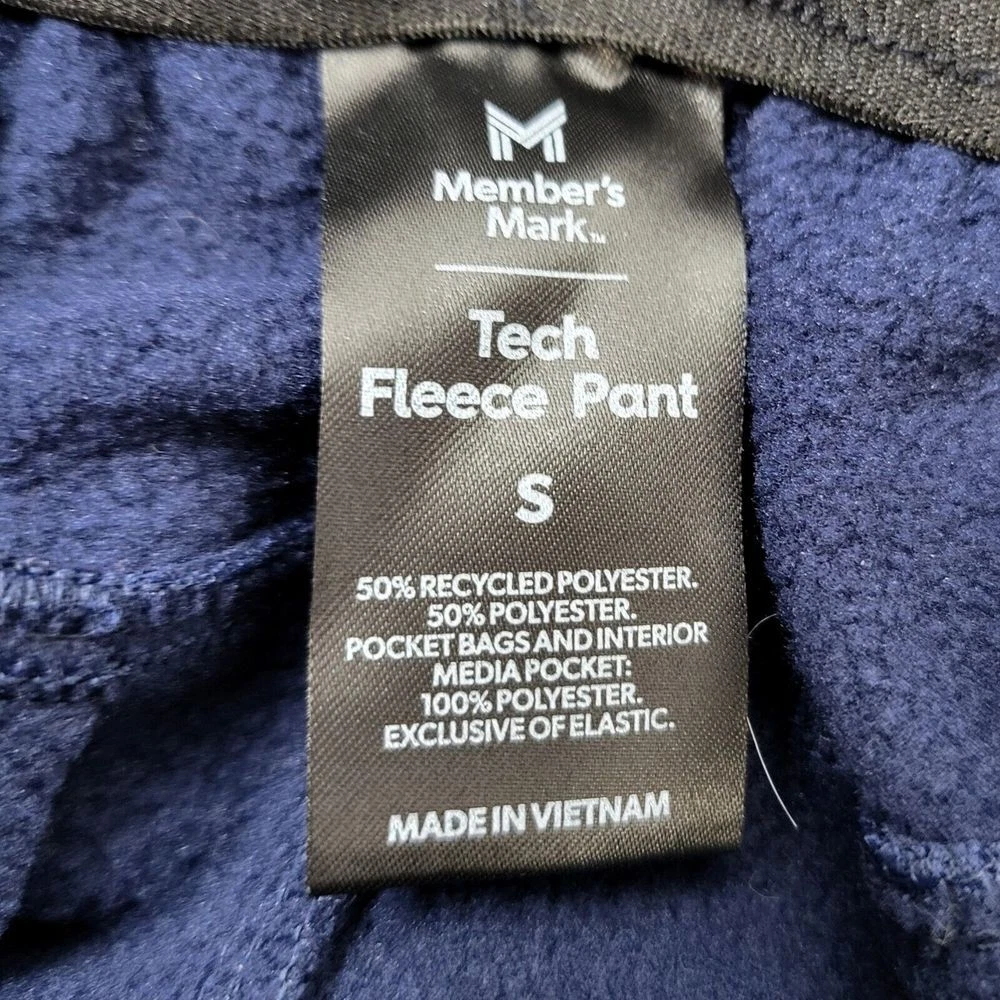 Member's
Mark™
Tech
Fleece Pant
S
50% RECYCLED POLYESTER.
50% POLYESTER.
POCKET BAGS AND INTERIOR
MEDIA POCKET:
100% POLYESTER.
EXCLUSIVE OF ELASTIC.
MADE IN VIETNAM